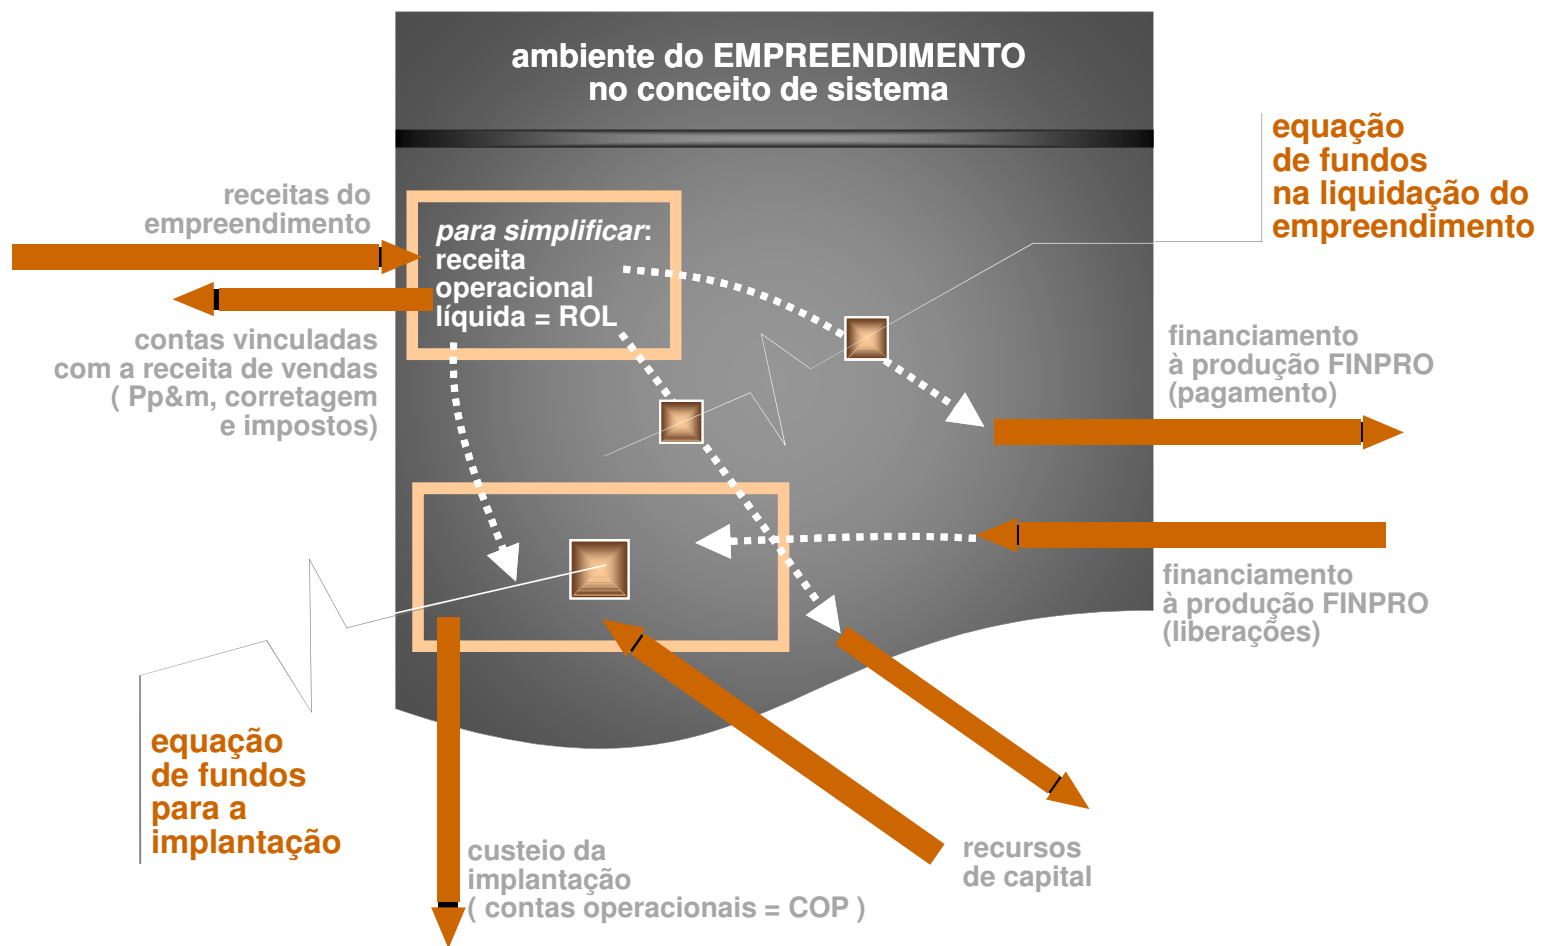 ambiente do EMPREENDIMENTO
no conceito de sistema
equação
de fundos
na liquidação do
empreendimento
receitas do
empreendimento
para simplificar:
receita
operacional
líquida = ROL
contas vinculadas
com a receita de vendas
( Pp&m, corretagem
e impostos)
financiamento
à produção FINPRO
(pagamento)
financiamento
à produção FINPRO
(liberações)
equação
de fundos
para a
implantação
custeio da
implantação
( contas operacionais = COP )
recursos
de capital